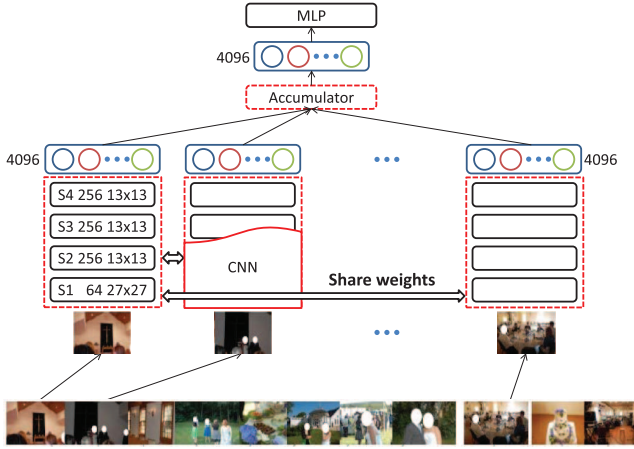 MLP
4096
Accumulator
4096
4096
S4 256 13x13
S3 256 13x13
S2 256 13x13
CNN
Share weights
S1 64 27x27